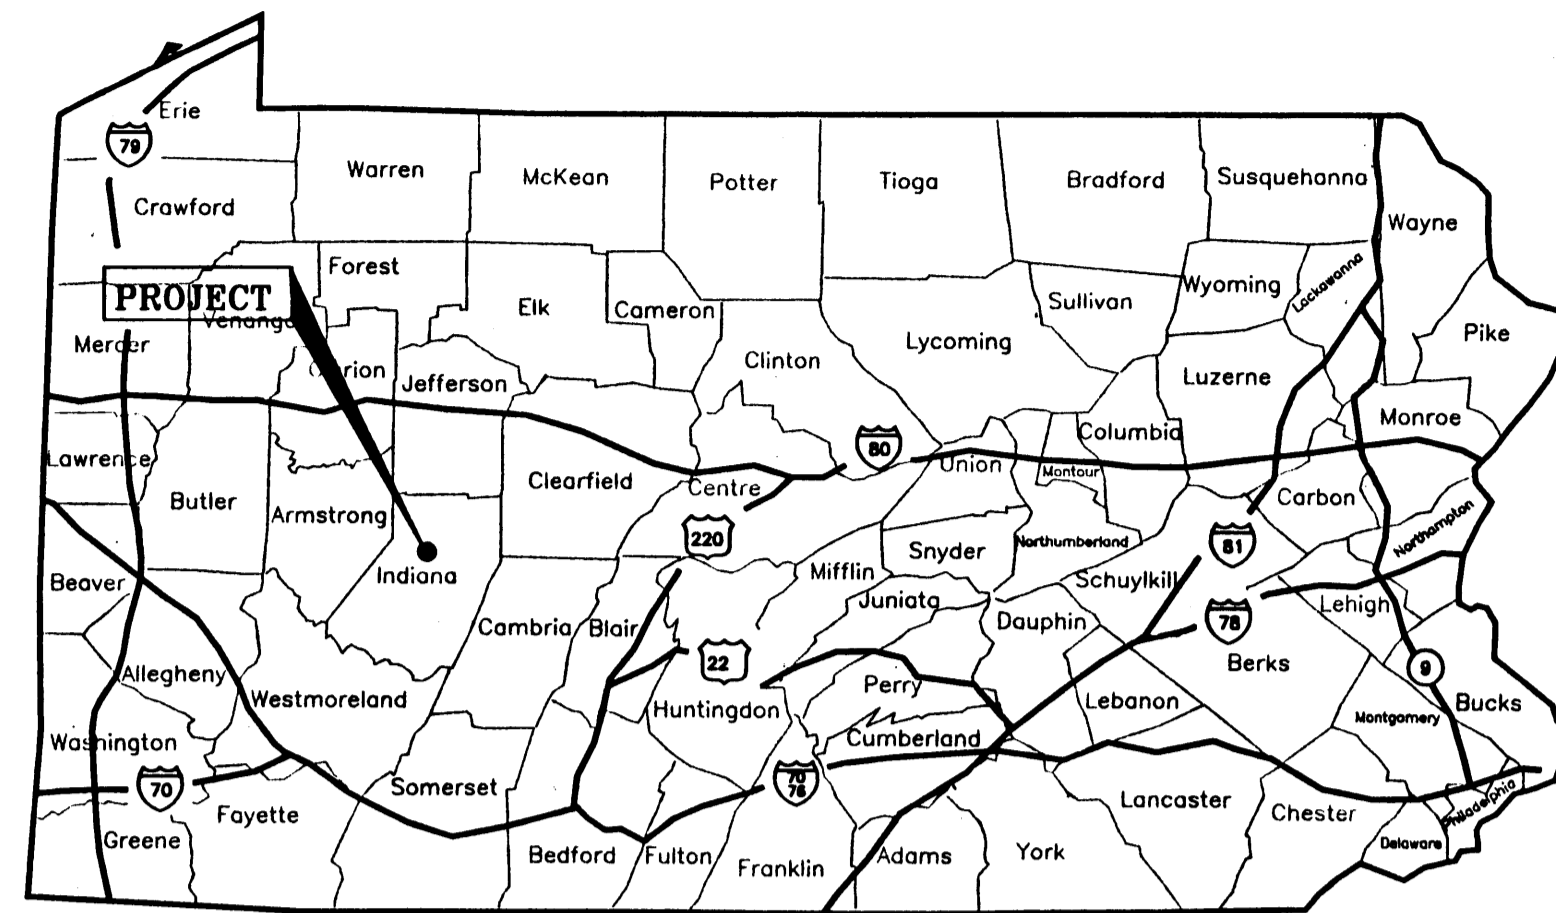 Erie
79
Warren
McKean
Potter
Tioga
Bradford
Susquehanna
Crawford
Wayne
Forest
Wyoming
Lackawanna
PROJECT
Venango
Elk
Cameron
Sullivan
Mercer
Clarion
Jefferson
Clinton
Lycoming
Luzerne
Pike
Monroe
Lawrence
Butler
Armstrong
Clearfield
Centre
80
Union
Montour
Columbia
Carbon
Northampton
220
Snyder
Northumberland
81
Beaver
Indiana
Mifflin
Juniata
Schuylkill
78
Lehigh
Cambria
Blair
22
Dauphin
Berks
9
Allegheny
Westmoreland
Huntingdon
Perry
Lebanon
Montgomery
Bucks
Washington
Cumberland
70
Somerset
70
76
Fayette
Lancaster
Chester
Philadelphia
Greene
Bedford
Fulton
Franklin
Adams
York
Delaware